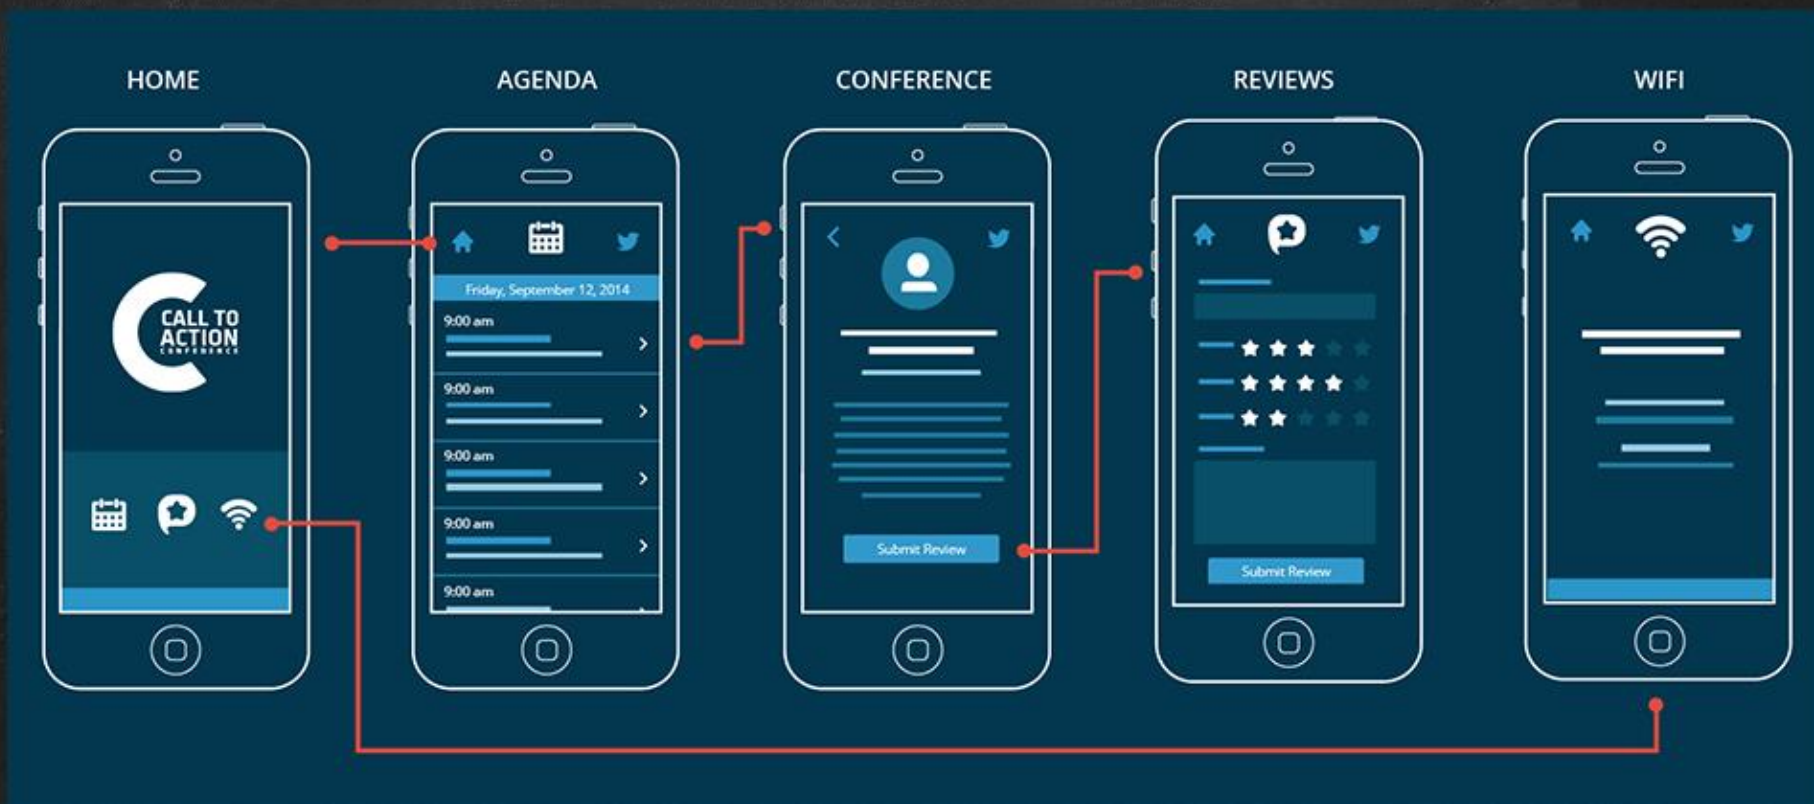 HOME
AGENDA
CONFERENCE
REVIEWS
WIFI
CALL TO
ACTION
CONFERENCE
Friday, September 12, 2014
9:00 am
9:00 am
9:00 am
9:00 am
9:00 am
Submit Review
Submit Review